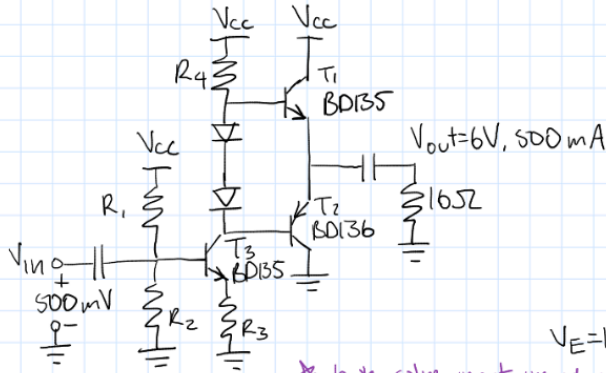 Vcc Vcc
R4
T1
BD135
Vcc
Vout=6V, 500mA
R1
T2
BD136
16Ω
Vin
+
500mV
-
T3
BD135
R2
R3
VE=